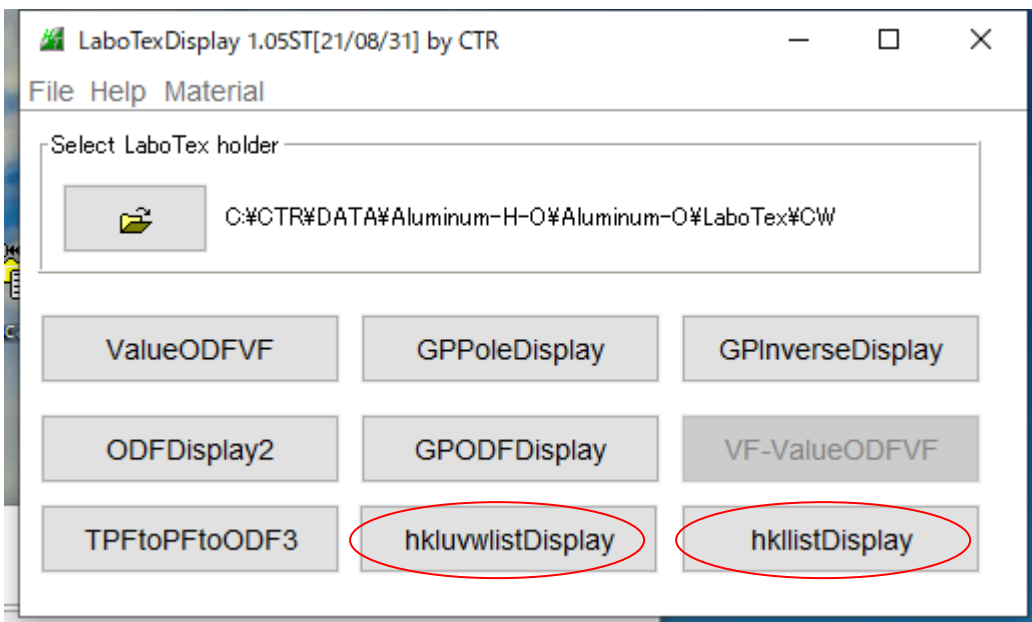 LaboTexDisplay 1.05ST[21/08/31] by CTR
File Help Material
Select LaboTex holder
C:¥CTR¥DATA¥Aluminum-H-O¥Aluminum-O¥LaboTex¥CW
ValueODFVF GPPoleDisplay GPInverseDisplay
ODFDisplay2 GPODFDisplay VF-ValueODFVF
TPFtoPFtoODF3 hkluvwlistDisplay hkllistDisplay